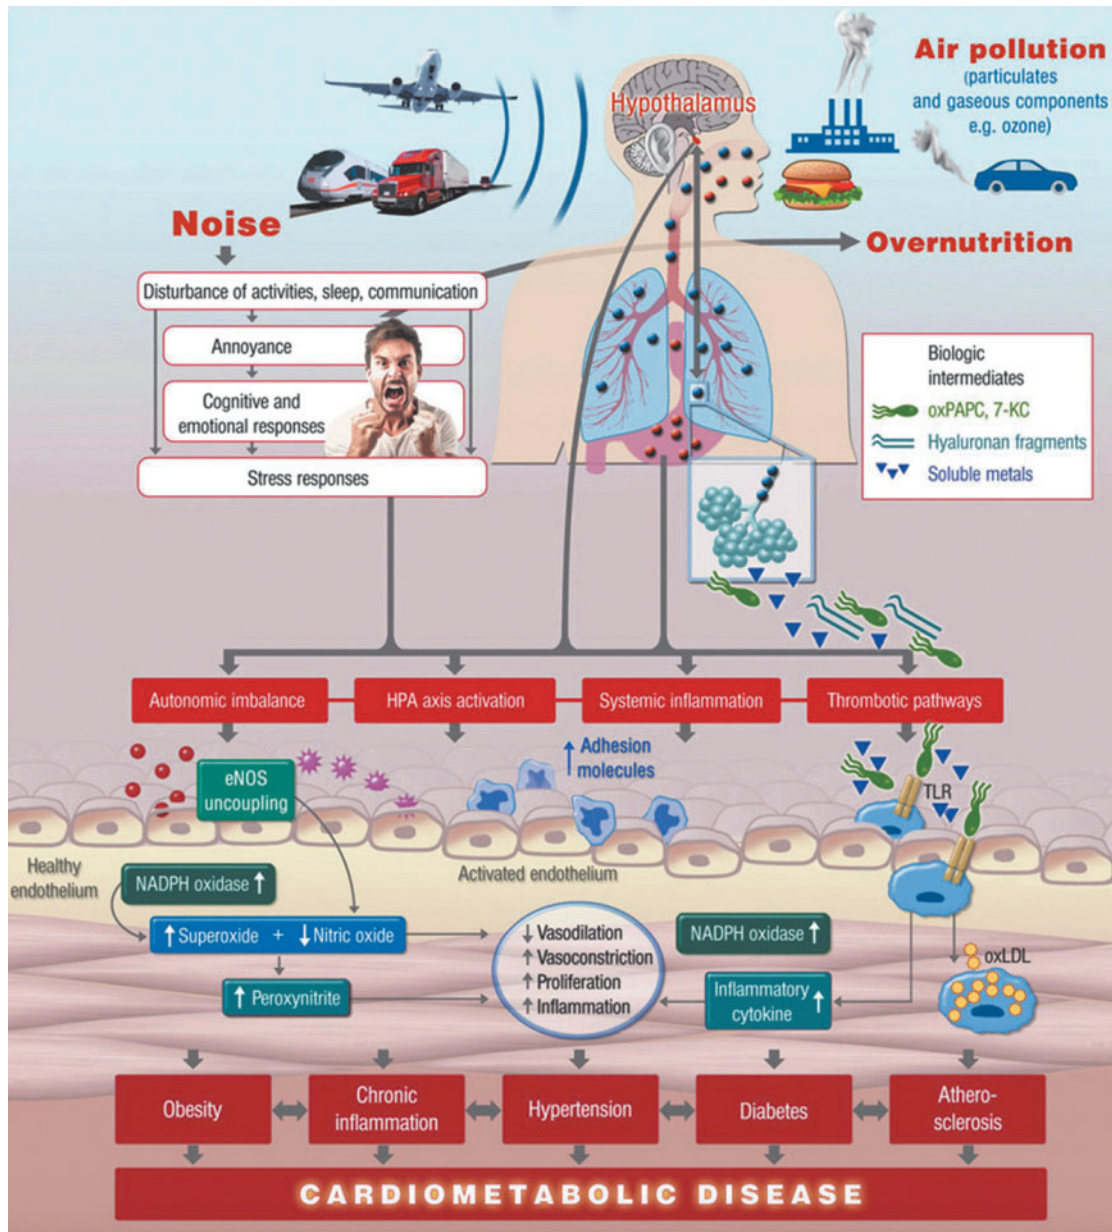 Air pollution
(particulates
and gaseous components
e.g. ozone)
Hypothalamus
Noise
Overnutrition
Disturbance of activities, sleep, communication
Annoyance
Cognitive and
emotional responses
Stress responses
Biologic
intermediates
oxPAPC, 7-KC
Hyaluronan fragments
Soluble metals
Autonomic imbalance
HPA axis activation
Systemic inflammation
Thrombotic pathways
eNOS
uncoupling
↑ Adhesion
molecules
TLR
Healthy
endothelium
Activated endothelium
NADPH oxidase ↑
↑ Superoxide + ↓ Nitric oxide
↑ Peroxynitrite
↓ Vasodilation
↑ Vasoconstriction
↑ Proliferation
↑ Inflammation
NADPH oxidase ↑
Inflammatory
cytokine ↑
oxLDL
Obesity
Chronic
inflammation
Hypertension
Diabetes
Athero-
sclerosis
CARDIOMETABOLIC DISEASE